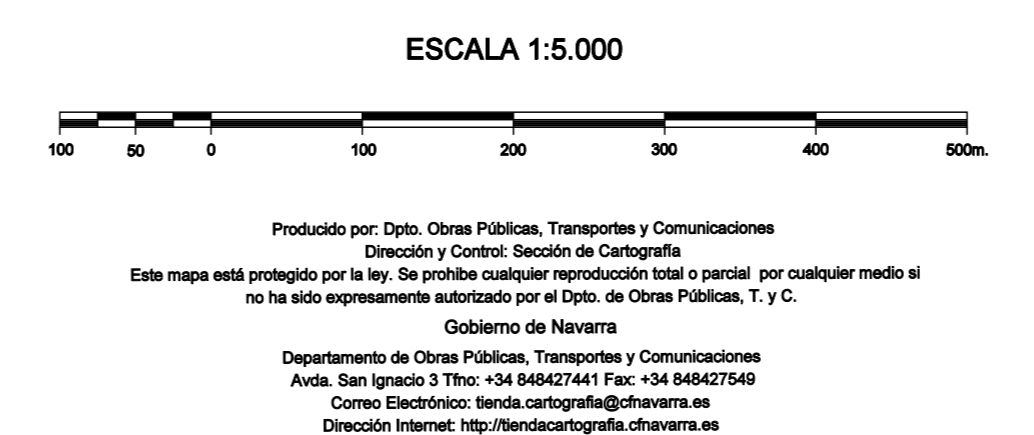 ESCALA 1:5.000
100 50 0 100 200 300 400 500m.
Producido por: Dpto. Obras Públicas, Transportes y Comunicaciones
Dirección y Control: Sección de Cartografía
Este mapa está protegido por la ley. Se prohibe cualquier reproducción total o parcial por cualquier medio si
no ha sido expresamente autorizado por el Dpto. de Obras Públicas, T. y C.
Gobierno de Navarra
Departamento de Obras Públicas, Transportes y Comunicaciones
Avda. San Ignacio 3 Tfno: +34 848427441 Fax: +34 848427549
Correo Electrónico: tienda.cartografia@cfnavarra.es
Dirección Internet: http://tiendacartografia.cfnavarra.es